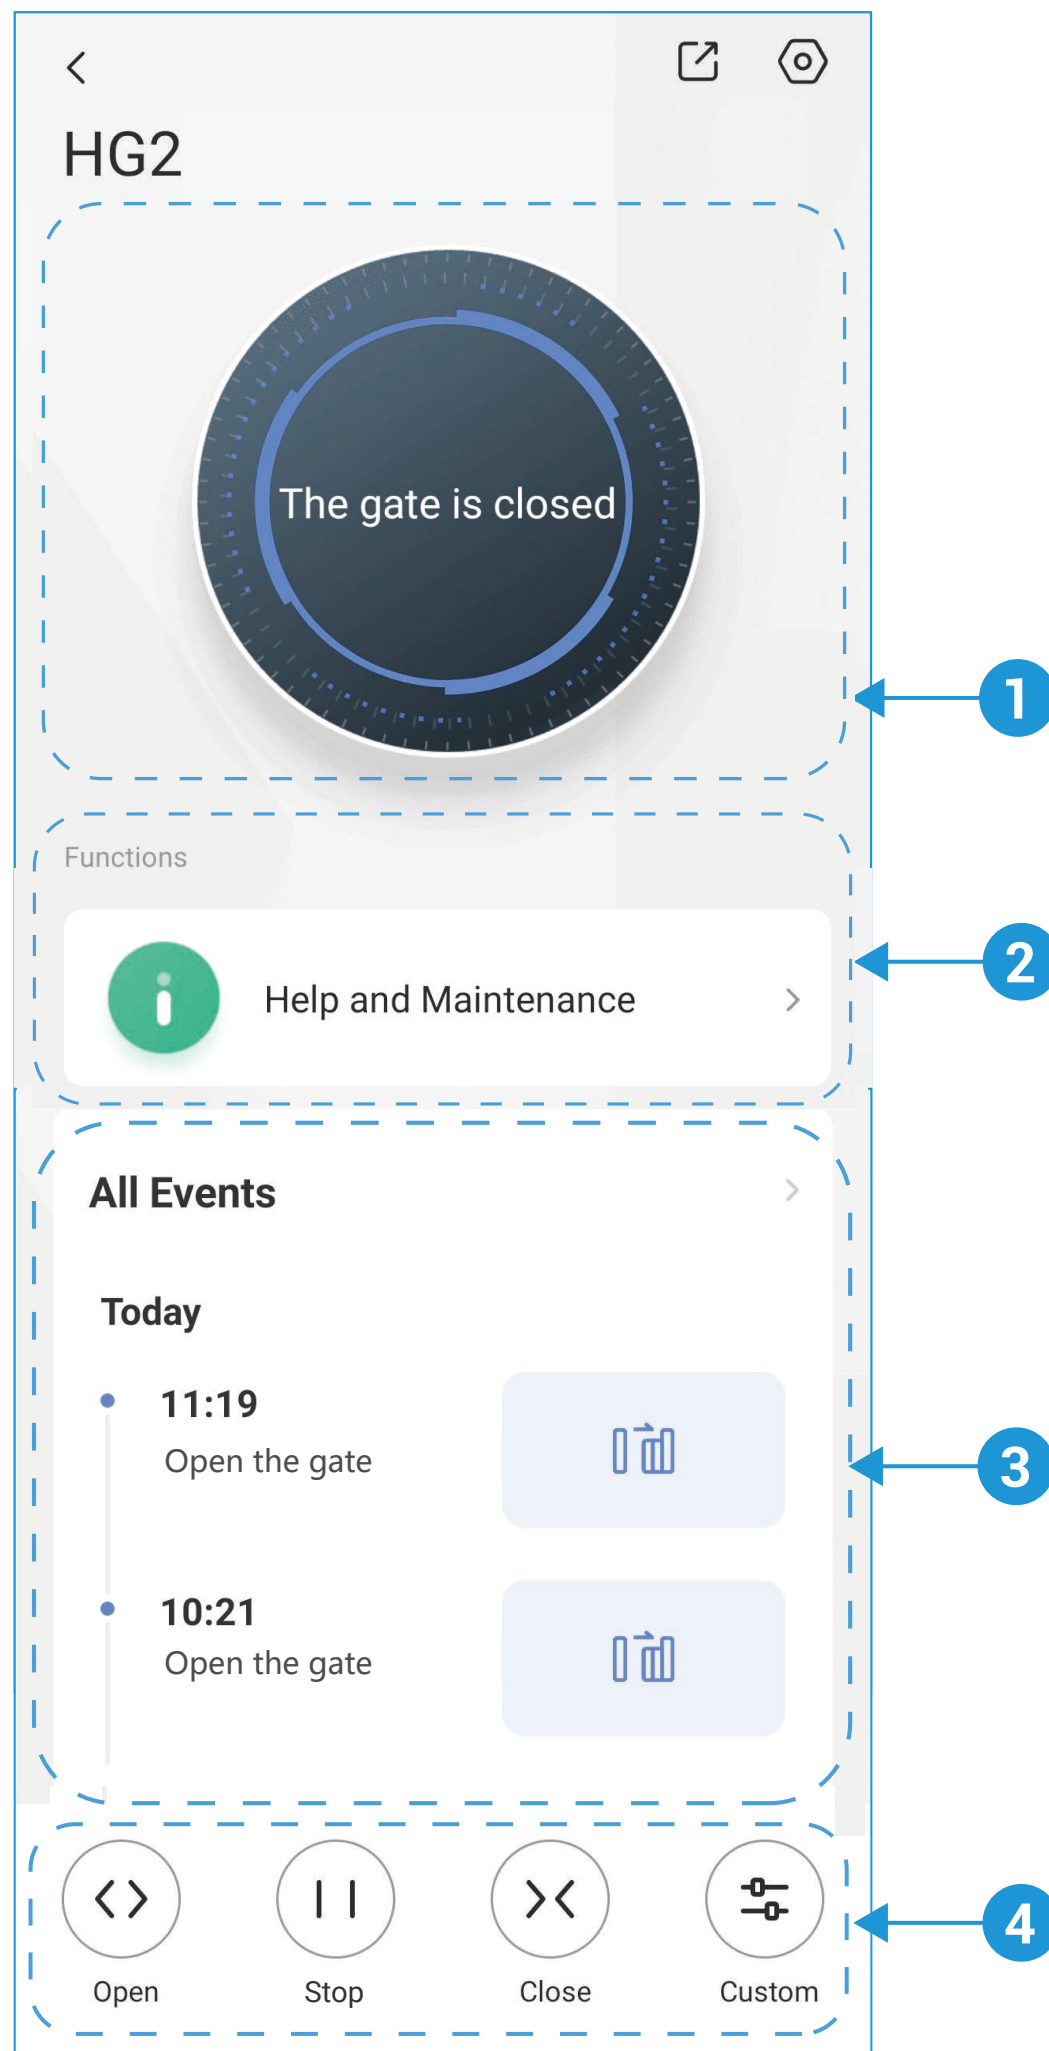 HG2
The gate is closed
1
Functions
2
Help and Maintenance
All Events
Today
11:19
Open the gate
3
10:21
Open the gate
4
Open Stop Close Custom